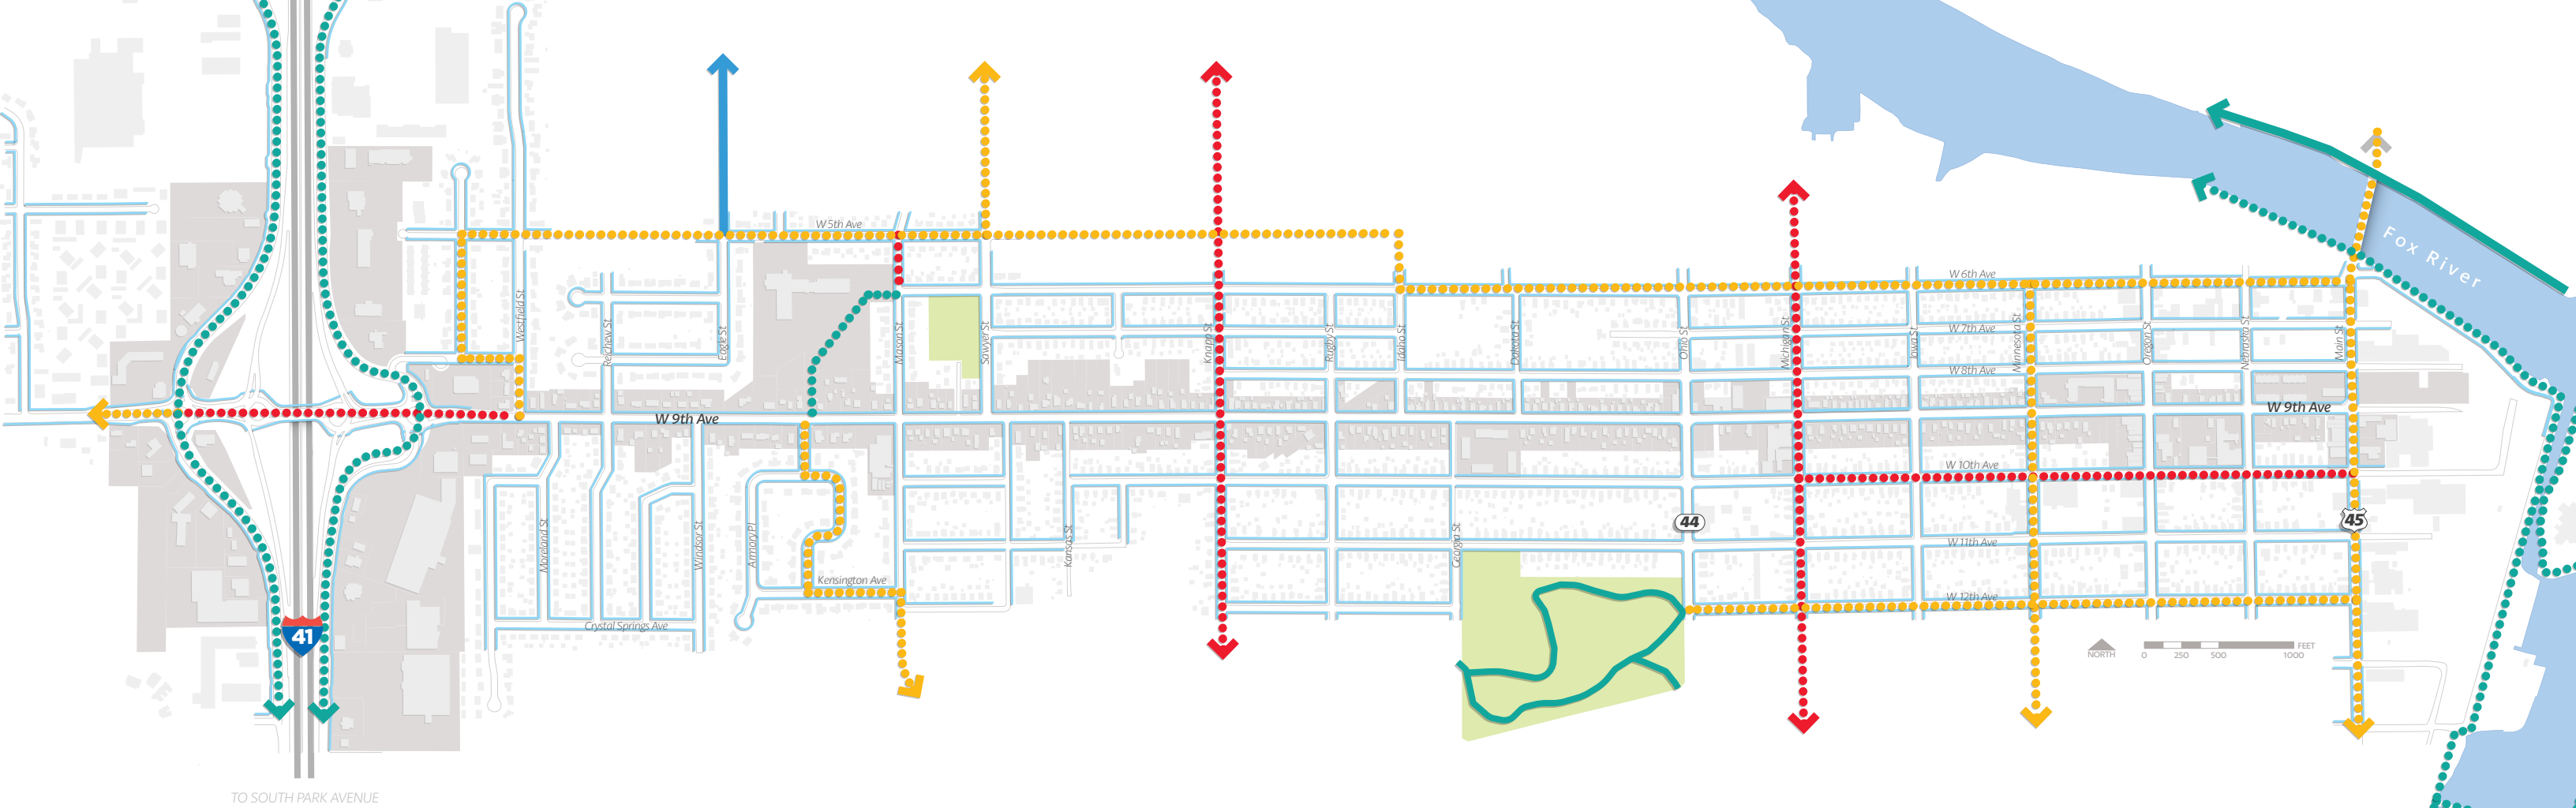 W 5th Ave
Fox River
W 6th Ave
Westfield St
Reichey St
Eagle St
Mason St
Sawyer St
Knapp St
Rugby St
Idaho St
Dakota St
Ohio St
Michigan St
Iowa St
Minnesota St
Oregon St
Nebraska St
Main St
W 7th Ave
W 8th Ave
W 9th Ave
W 9th Ave
W 10th Ave
44
45
Moreland St
Windsor St
Armory Pl
Kansas St
Georgia St
W 11th Ave
Kensington Ave
W 12th Ave
Crystal Springs Ave
41
NORTH
FEET
0 250 500 1000
TO SOUTH PARK AVENUE